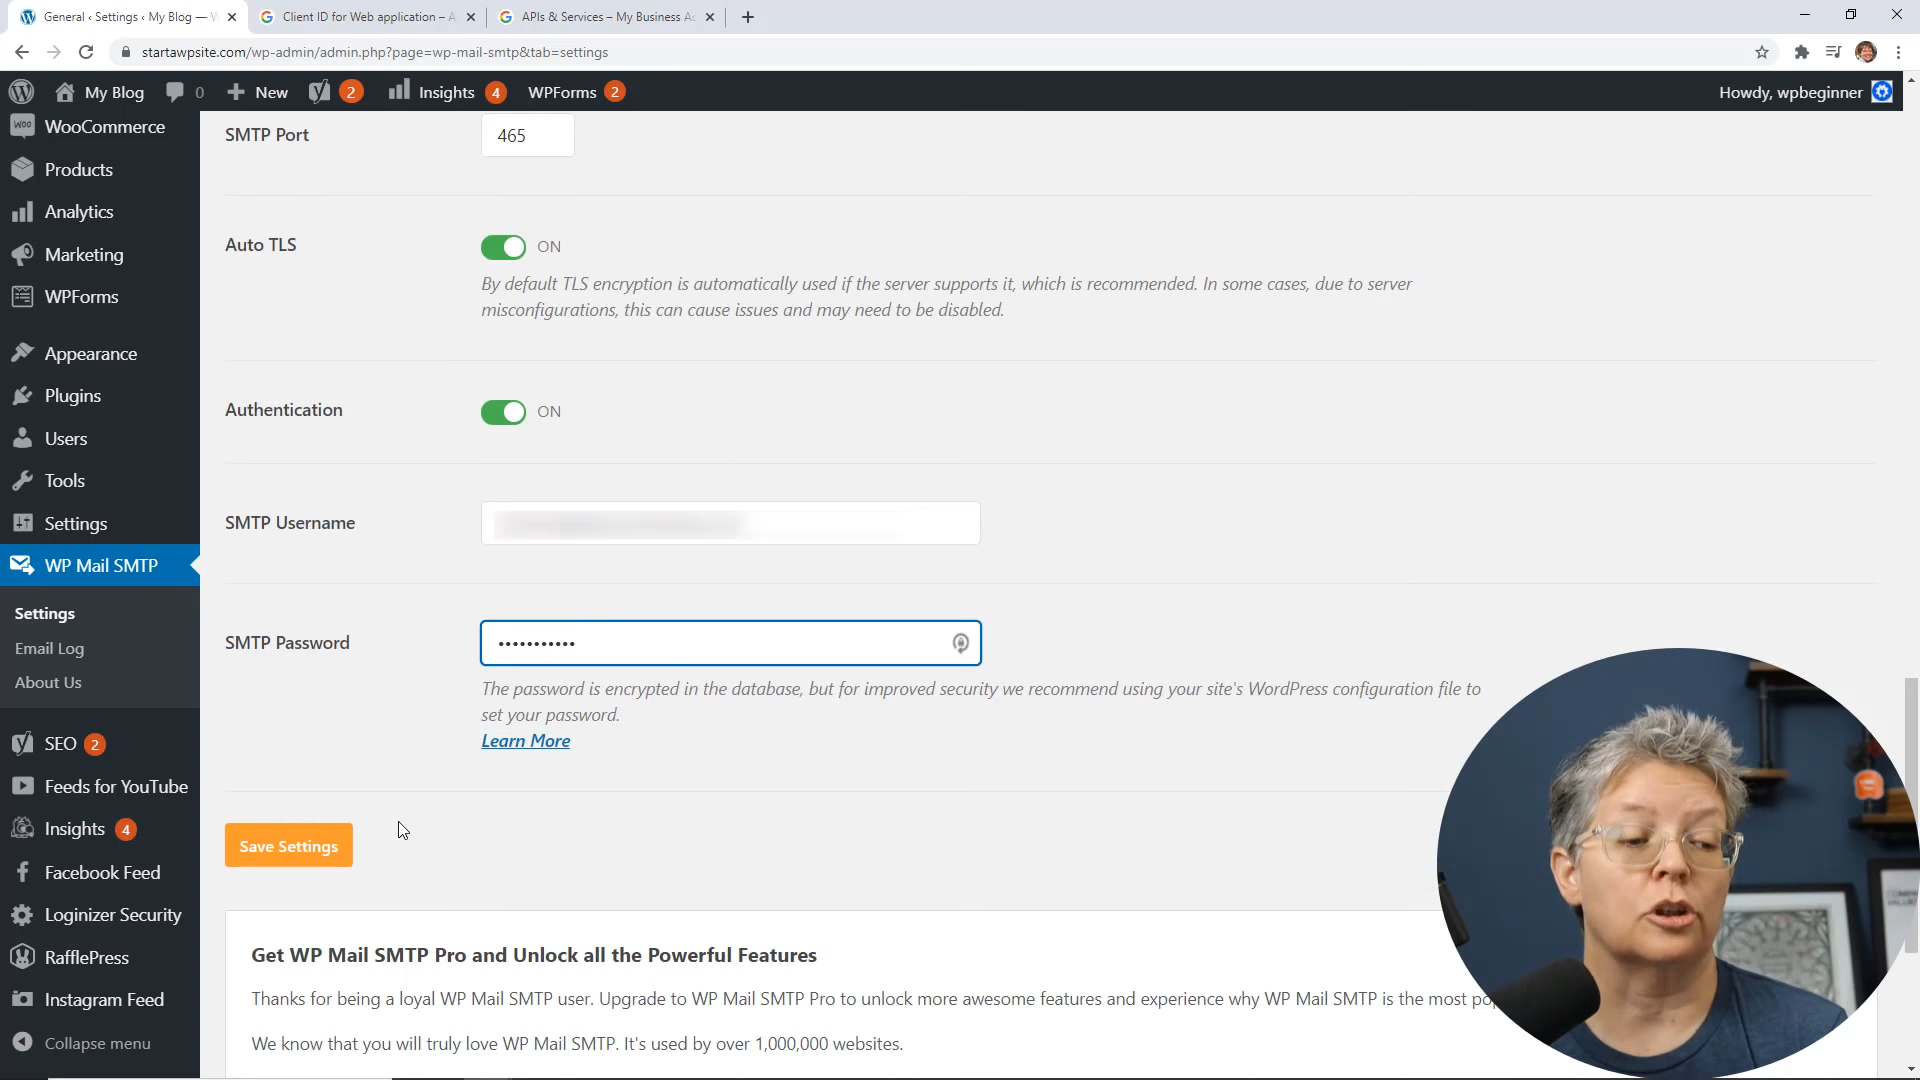 General ‹ Settings ‹ My Blog —
Client ID for Web application –
APIs & Services – My Business Ac
startawpsite.com/wp-admin/admin.php?page=wp-mail-smtp&tab=settings
My Blog 0 New 2 Insights 4 WPForms 2
Howdy, wpbeginner
WooCommerce
Products
Analytics
Marketing
WPForms
Appearance
Plugins
Users
Tools
Settings
WP Mail SMTP
Settings
Email Log
About Us
SEO 2
Feeds for YouTube
Insights 4
Facebook Feed
Loginizer Security
RafflePress
Instagram Feed
Collapse menu
SMTP Port
465
Auto TLS
ON
By default TLS encryption is automatically used if the server supports it, which is recommended. In some cases, due to server
misconfigurations, this can cause issues and may need to be disabled.
Authentication
ON
SMTP Username
SMTP Password
•••••••••••
The password is encrypted in the database, but for improved security we recommend using your site's WordPress configuration file to
set your password.
Learn More
Save Settings
Get WP Mail SMTP Pro and Unlock all the Powerful Features
Thanks for being a loyal WP Mail SMTP user. Upgrade to WP Mail SMTP Pro to unlock more awesome features and experience why WP Mail SMTP is the most
We know that you will truly love WP Mail SMTP. It's used by over 1,000,000 websites.